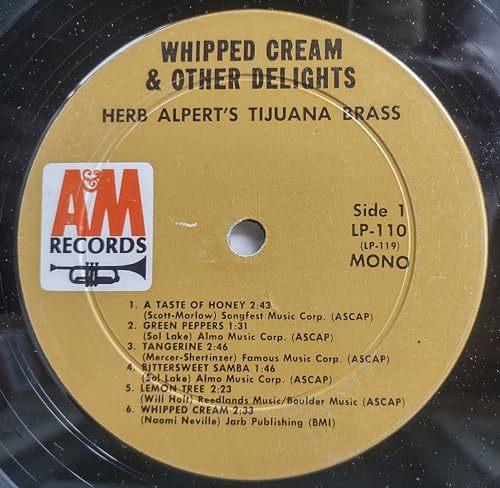 WHIPPED CREAM
& OTHER DELIGHTS
HERB ALPERT'S TIJUANA BRASS
A&M
RECORDS
Side 1
LP-110
(LP-119)
MONO
1. A TASTE OF HONEY 2:43
(Scott-Marlow) Songfest Music Corp. (ASCAP)
2. GREEN PEPPERS 1:31
(Sol Lake) Almo Music Corp. (ASCAP)
3. TANGERINE 2:46
(Mercer-Shertinzer) Famous Music Corp. (ASCAP)
4. BITTERSWEET SAMBA 1:46
(Sol Lake) Almo Music Corp. (ASCAP)
5. LEMON TREE 2:23
(Will Holt) Reedlands Music/Boulder Music (ASCAP)
6. WHIPPED CREAM 2:33
(Naomi Neville) Jarb Publishing (BMI)